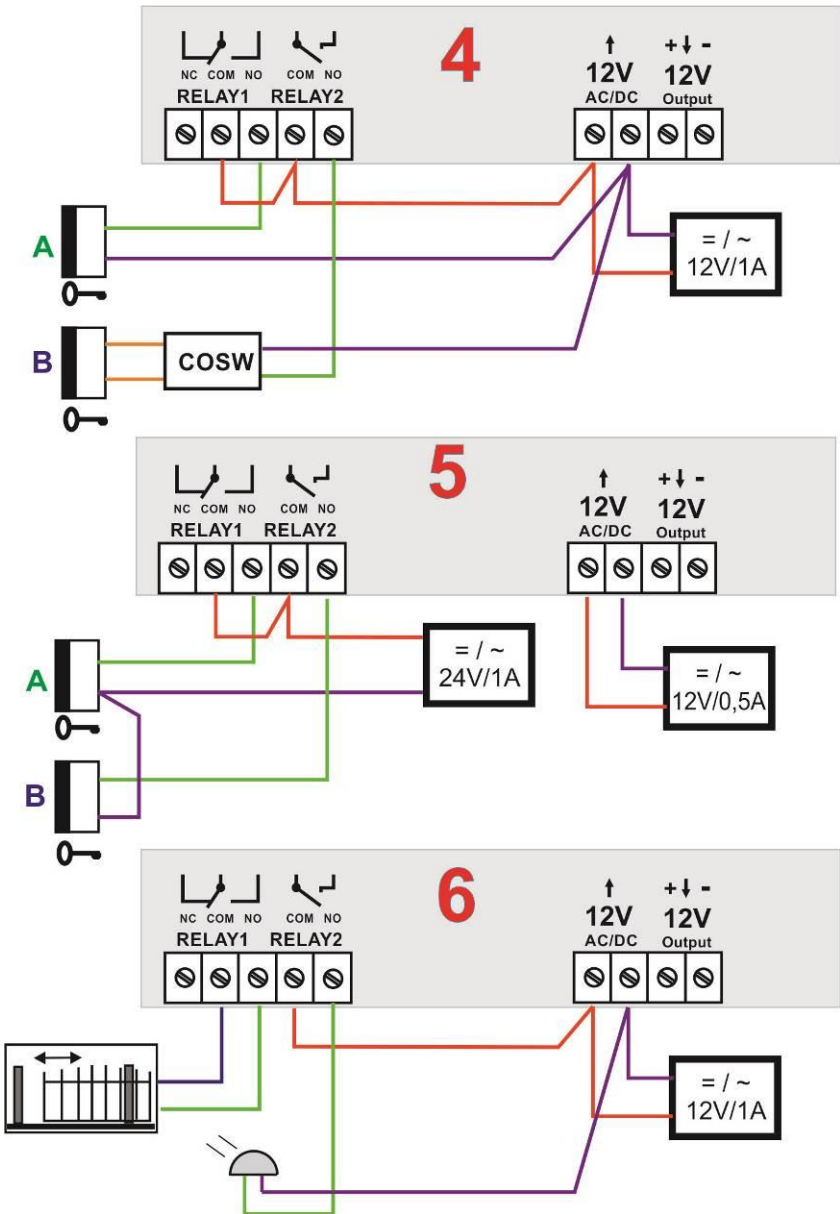 4
↑ + ↓ -
NC COM NO COM NO 12V 12V
RELAY1 RELAY2 AC/DC Output
A
= / ~
12V/1A
B
COSW
5
↑ + ↓ -
NC COM NO COM NO 12V 12V
RELAY1 RELAY2 AC/DC Output
A
= / ~
24V/1A
= / ~
12V/0,5A
B
6
↑ + ↓ -
NC COM NO COM NO 12V 12V
RELAY1 RELAY2 AC/DC Output
= / ~
12V/1A